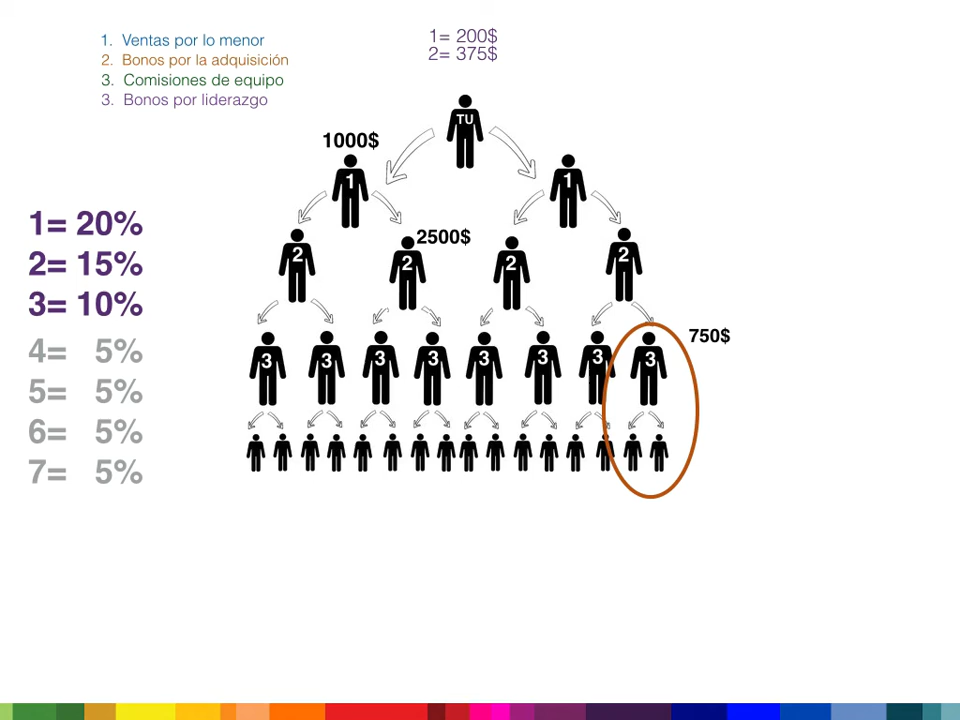 1. Ventas por lo menor
2. Bonos por la adquisición
3. Comisiones de equipo
3. Bonos por liderazgo
1= 200$
2= 375$
TU
1000$
1 1
1= 20%
2= 15%
3= 10%
4= 5%
5= 5%
6= 5%
7= 5%
2500$
2 2 2 2
750$
3 3 3 3 3 3 3 3